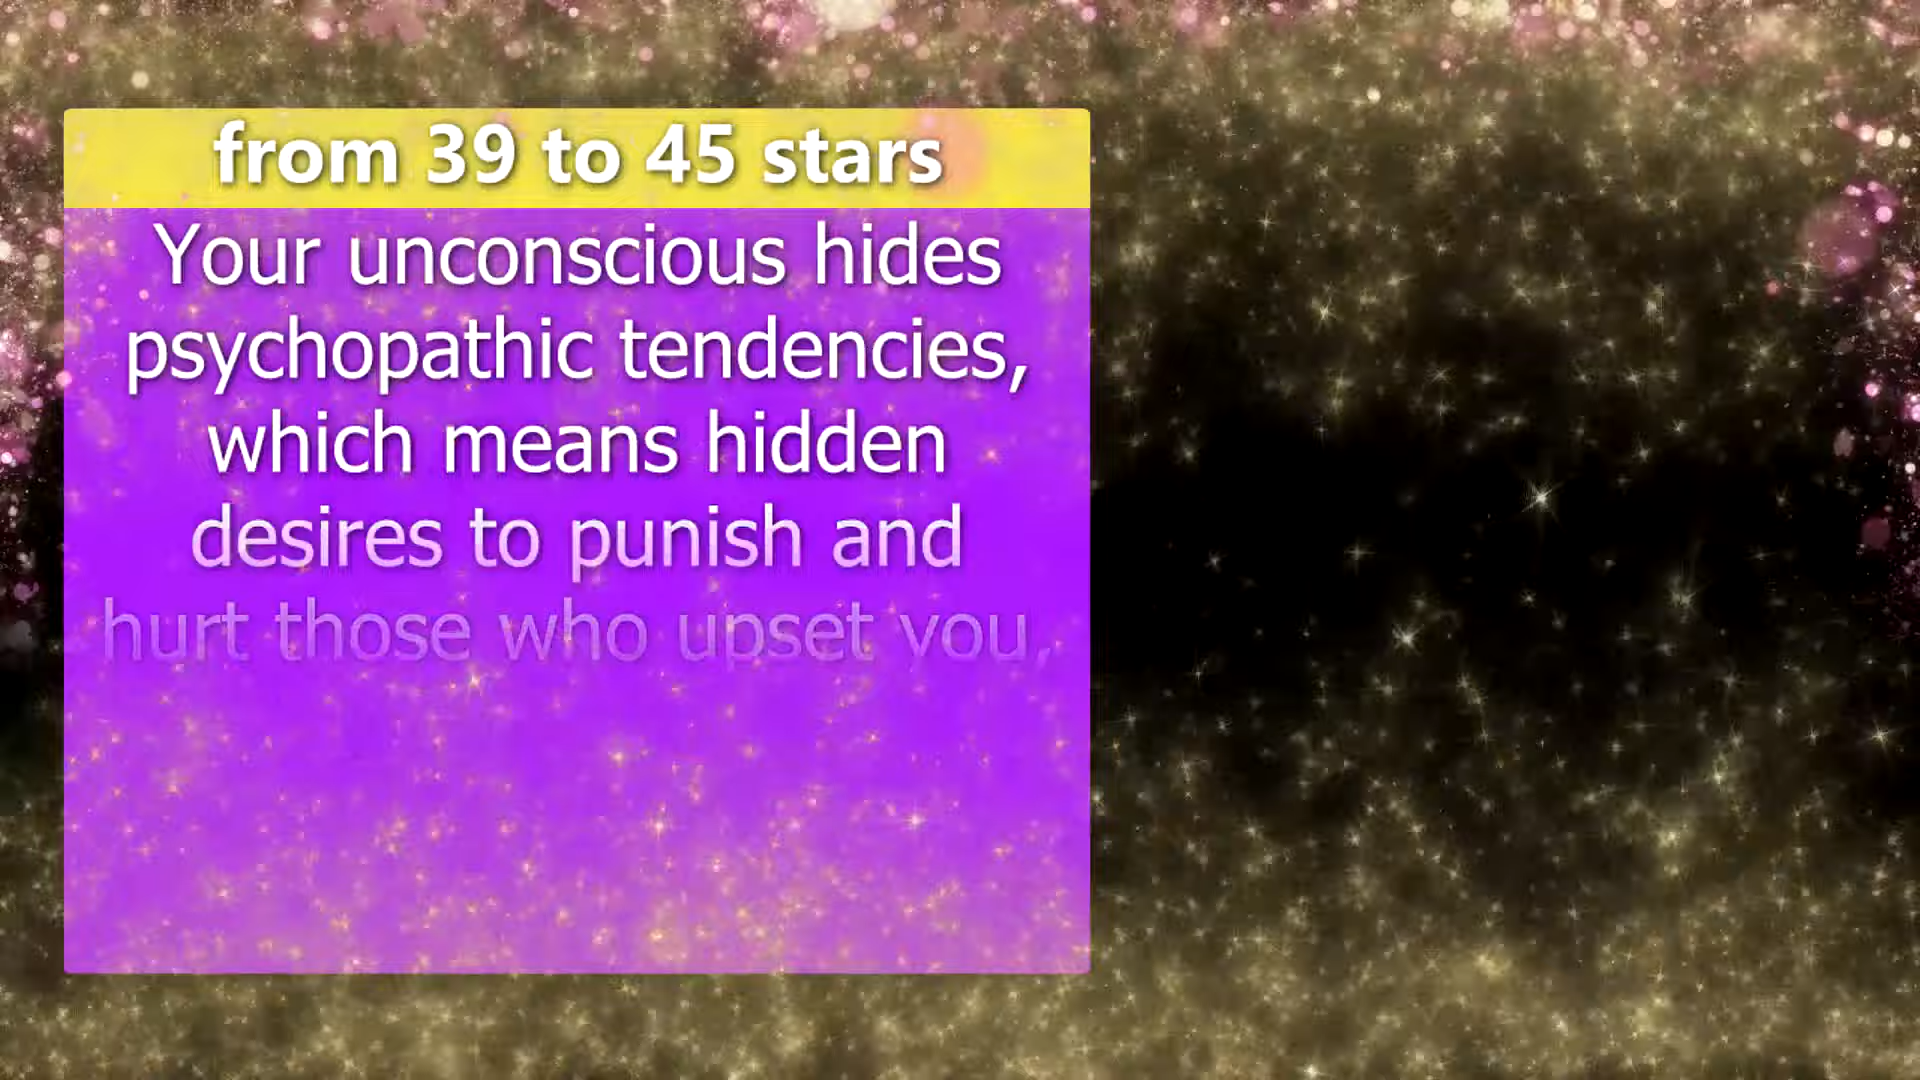 from 39 to 45 stars
Your unconscious hides
psychopathic tendencies,
which means hidden
desires to punish and
hurt those who upset you,